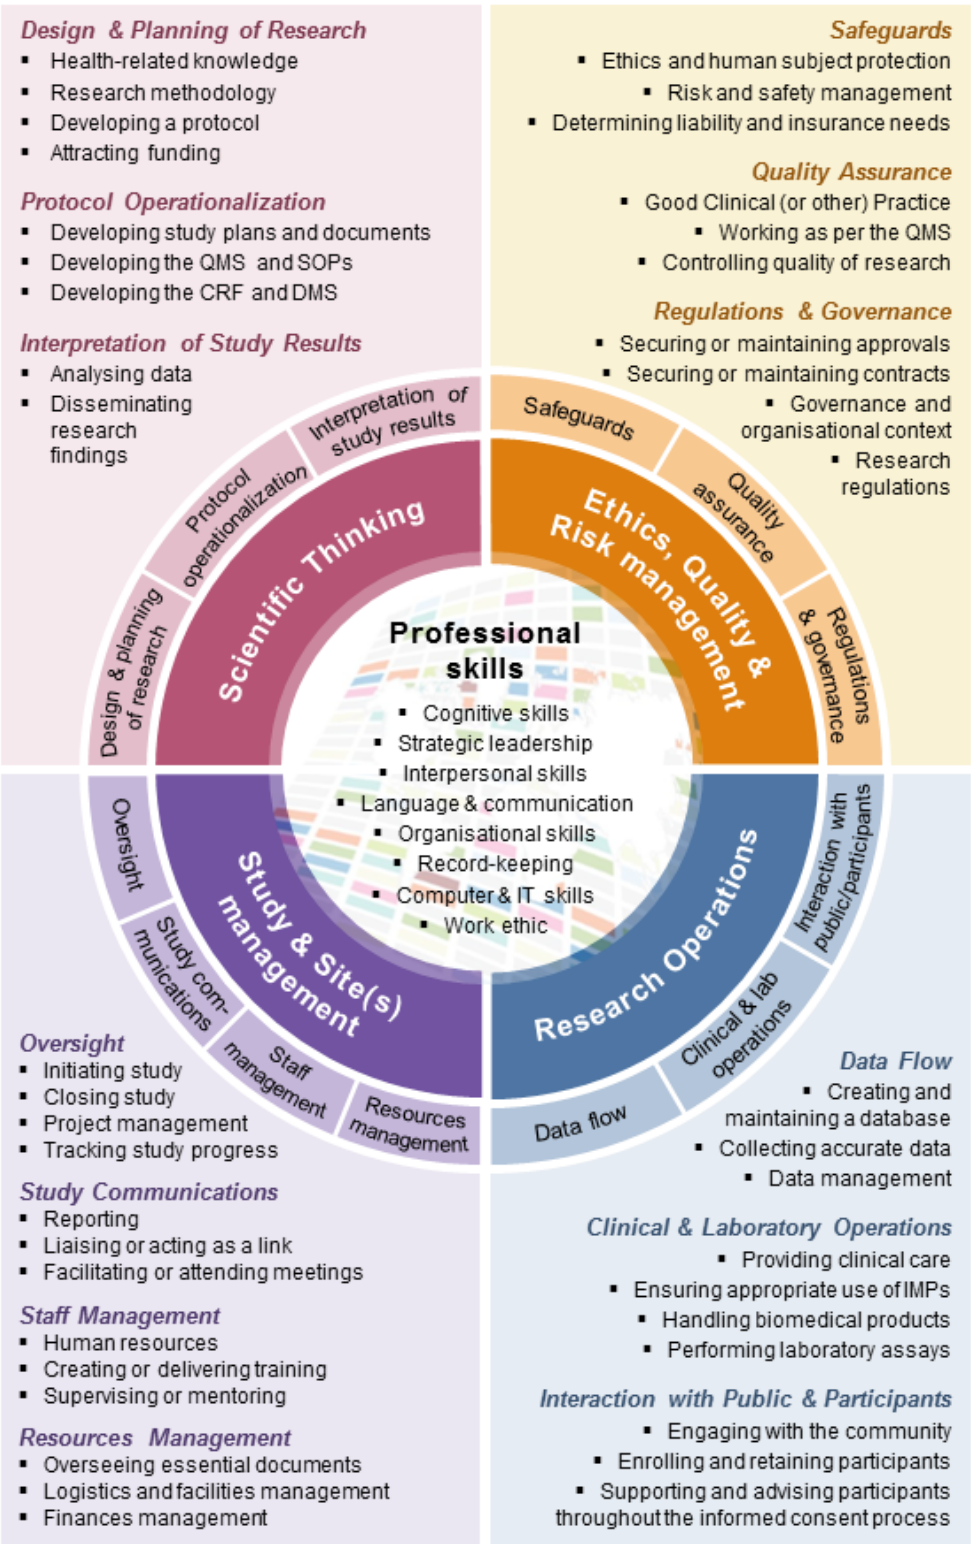 Design & Planning of Research
▪ Health-related knowledge
▪ Research methodology
▪ Developing a protocol
▪ Attracting funding
Protocol Operationalization
▪ Developing study plans and documents
▪ Developing the QMS and SOPs
▪ Developing the CRF and DMS
Interpretation of Study Results
▪ Analysing data
▪ Disseminating
research
findings
Safeguards
▪ Ethics and human subject protection
▪ Risk and safety management
▪ Determining liability and insurance needs
Quality Assurance
▪ Good Clinical (or other) Practice
▪ Working as per the QMS
▪ Controlling quality of research
Regulations & Governance
▪ Securing or maintaining approvals
▪ Securing or maintaining contracts
▪ Governance and
organisational context
▪ Research
regulations
Design & planning
of research
Protocol
operationalization
Interpretation of
study results
Safeguards
Quality
assurance
Regulations
& governance
Scientific Thinking
Ethics, Quality &
Risk management
Professional
skills
▪ Cognitive skills
▪ Strategic leadership
▪ Interpersonal skills
▪ Language & communication
▪ Organisational skills
▪ Record-keeping
▪ Computer & IT skills
▪ Work ethic
Study & Site(s)
management
Research Operations
Oversight
Study com-
munications
Staff
management
Resources
management
Data flow
Clinical & lab
operations
Interaction with
public/participants
Oversight
▪ Initiating study
▪ Closing study
▪ Project management
▪ Tracking study progress
Study Communications
▪ Reporting
▪ Liaising or acting as a link
▪ Facilitating or attending meetings
Staff Management
▪ Human resources
▪ Creating or delivering training
▪ Supervising or mentoring
Resources Management
▪ Overseeing essential documents
▪ Logistics and facilities management
▪ Finances management
Data Flow
▪ Creating and
maintaining a database
▪ Collecting accurate data
▪ Data management
Clinical & Laboratory Operations
▪ Providing clinical care
▪ Ensuring appropriate use of IMPs
▪ Handling biomedical products
▪ Performing laboratory assays
Interaction with Public & Participants
▪ Engaging with the community
▪ Enrolling and retaining participants
▪ Supporting and advising participants
throughout the informed consent process